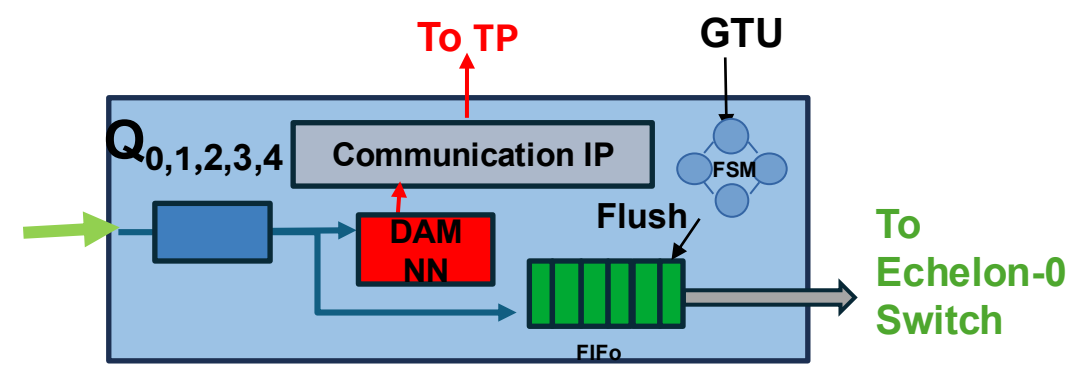 To TP
GTU
Q0,1,2,3,4
Communication IP
FSM
Flush
DAM
NN
To
Echelon-0
Switch
FIFo